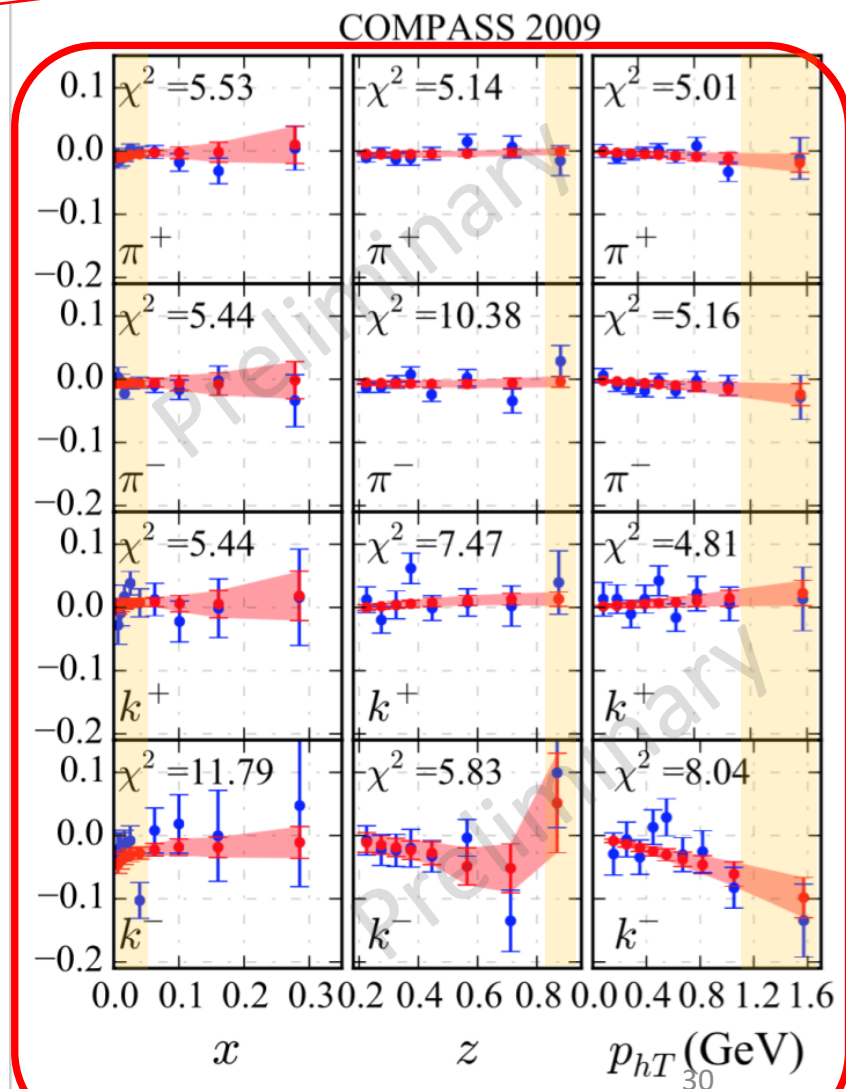 COMPASS 2009
χ² =5.53 χ² =5.14 χ² =5.01
0.1
0.0
−0.1
−0.2
π⁺ π⁺ π⁺
χ² =5.44 χ² =10.38 χ² =5.16
0.1
0.0
−0.1
−0.2
π⁻ π⁻ π⁻
χ² =5.44 χ² =7.47 χ² =4.81
0.1
0.0
−0.1
−0.2
k⁺ k⁺ k⁺
χ² =11.79 χ² =5.83 χ² =8.04
0.1
0.0
−0.1
−0.2
k⁻ k⁻ k⁻
0.0 0.1 0.2 0.3 0.2 0.4 0.6 0.8 0.0 0.4 0.8 1.2 1.6
x z p_{hT} (GeV)
30
Preliminary
Preliminary